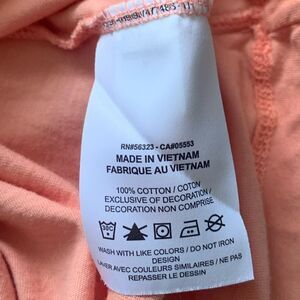 RN#56323 - CA#05553
MADE IN VIETNAM
FABRIQUE AU VIETNAM
100% COTTON / COTON
EXCLUSIVE OF DECORATION /
DECORATION NON COMPRISE
WASH WITH LIKE COLORS / DO NOT IRON
DESIGN
LAVER AVEC COULEURS SIMILAIRES / NE PAS
REPASSER LE DESSIN